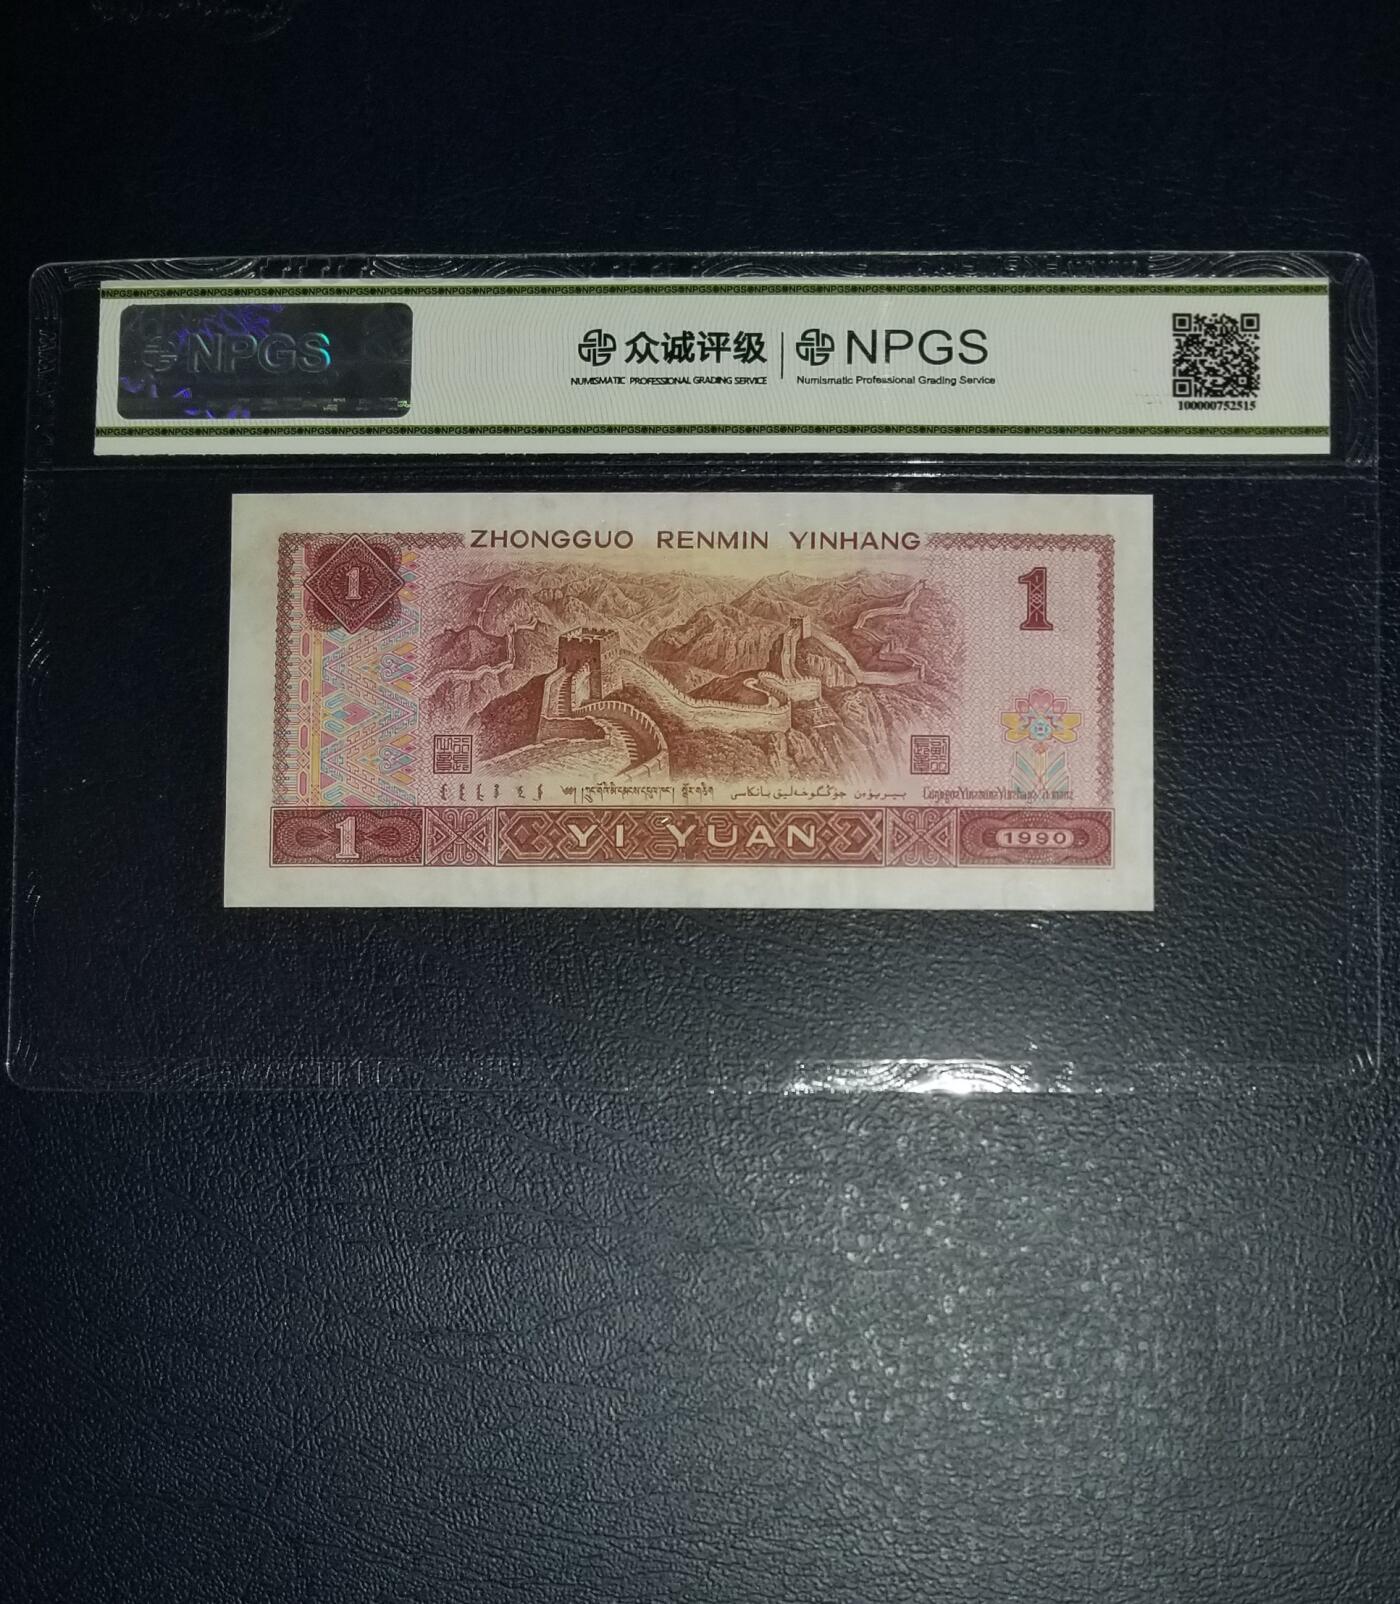 NPGS
众诚评级 NPGS
NUMISMATIC PROFESSIONAL GRADING SERVICE Numismatic Professional Grading Service
100000752515
ZHONGGUO RENMIN YINHANG
1 1
1 YI YUAN 1990